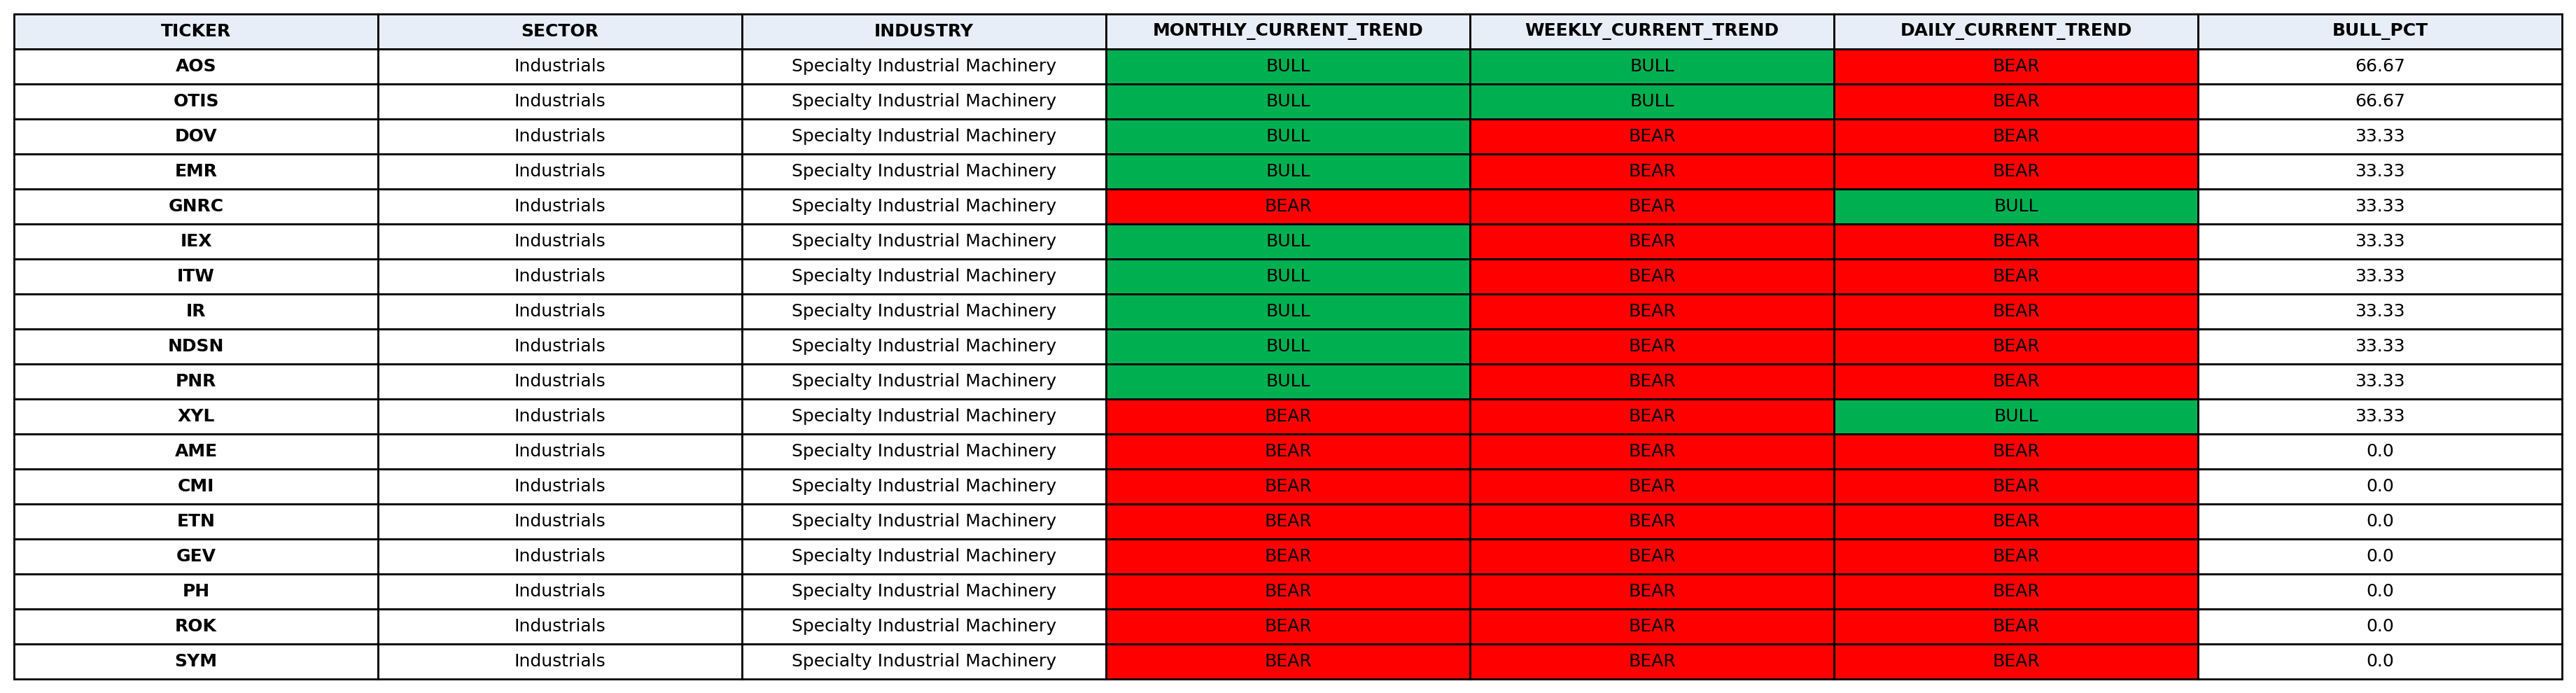 TICKER SECTOR INDUSTRY MONTHLY_CURRENT_TREND WEEKLY_CURRENT_TREND DAILY_CURRENT_TREND BULL_PCT
AOS Industrials Specialty Industrial Machinery BULL BULL BEAR 66.67
OTIS Industrials Specialty Industrial Machinery BULL BULL BEAR 66.67
DOV Industrials Specialty Industrial Machinery BULL BEAR BEAR 33.33
EMR Industrials Specialty Industrial Machinery BULL BEAR BEAR 33.33
GNRC Industrials Specialty Industrial Machinery BEAR BEAR BULL 33.33
IEX Industrials Specialty Industrial Machinery BULL BEAR BEAR 33.33
ITW Industrials Specialty Industrial Machinery BULL BEAR BEAR 33.33
IR Industrials Specialty Industrial Machinery BULL BEAR BEAR 33.33
NDSN Industrials Specialty Industrial Machinery BULL BEAR BEAR 33.33
PNR Industrials Specialty Industrial Machinery BULL BEAR BEAR 33.33
XYL Industrials Specialty Industrial Machinery BEAR BEAR BULL 33.33
AME Industrials Specialty Industrial Machinery BEAR BEAR BEAR 0.0
CMI Industrials Specialty Industrial Machinery BEAR BEAR BEAR 0.0
ETN Industrials Specialty Industrial Machinery BEAR BEAR BEAR 0.0
GEV Industrials Specialty Industrial Machinery BEAR BEAR BEAR 0.0
PH Industrials Specialty Industrial Machinery BEAR BEAR BEAR 0.0
ROK Industrials Specialty Industrial Machinery BEAR BEAR BEAR 0.0
SYM Industrials Specialty Industrial Machinery BEAR BEAR BEAR 0.0